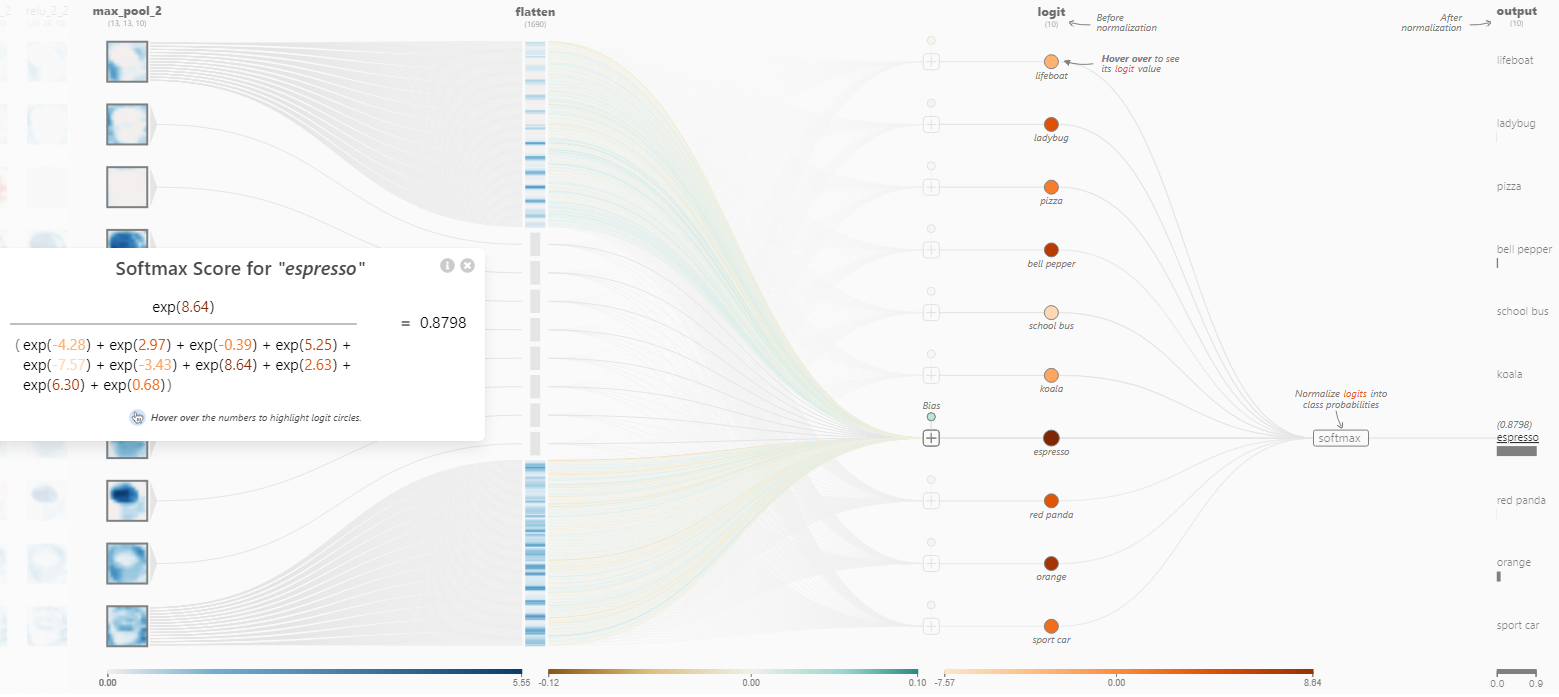 _2
relu_2_2
max_pool_2
(13, 13, 10)
flatten
(1690)
logit
(10)
Before
normalization
After
normalization
output
(10)
Hover over to see
its logit value
lifeboat
lifeboat
ladybug
ladybug
pizza
pizza
bell pepper
bell pepper
school bus
school bus
koala
koala
Softmax Score for "espresso"
exp(8.64)
= 0.8798
( exp(-4.28) + exp(2.97) + exp(-0.39) + exp(5.25) +
exp(-7.57) + exp(-3.43) + exp(8.64) + exp(2.63) +
exp(6.30) + exp(0.68))
Hover over the numbers to highlight logit circles.
Bias
Normalize logits into
class probabilities
softmax
(0.8798)
espresso
espresso
red panda
red panda
orange
orange
sport car
sport car
0.00
5.55
-0.12
0.00
0.10
-7.57
0.00
8.64
0.0
0.9